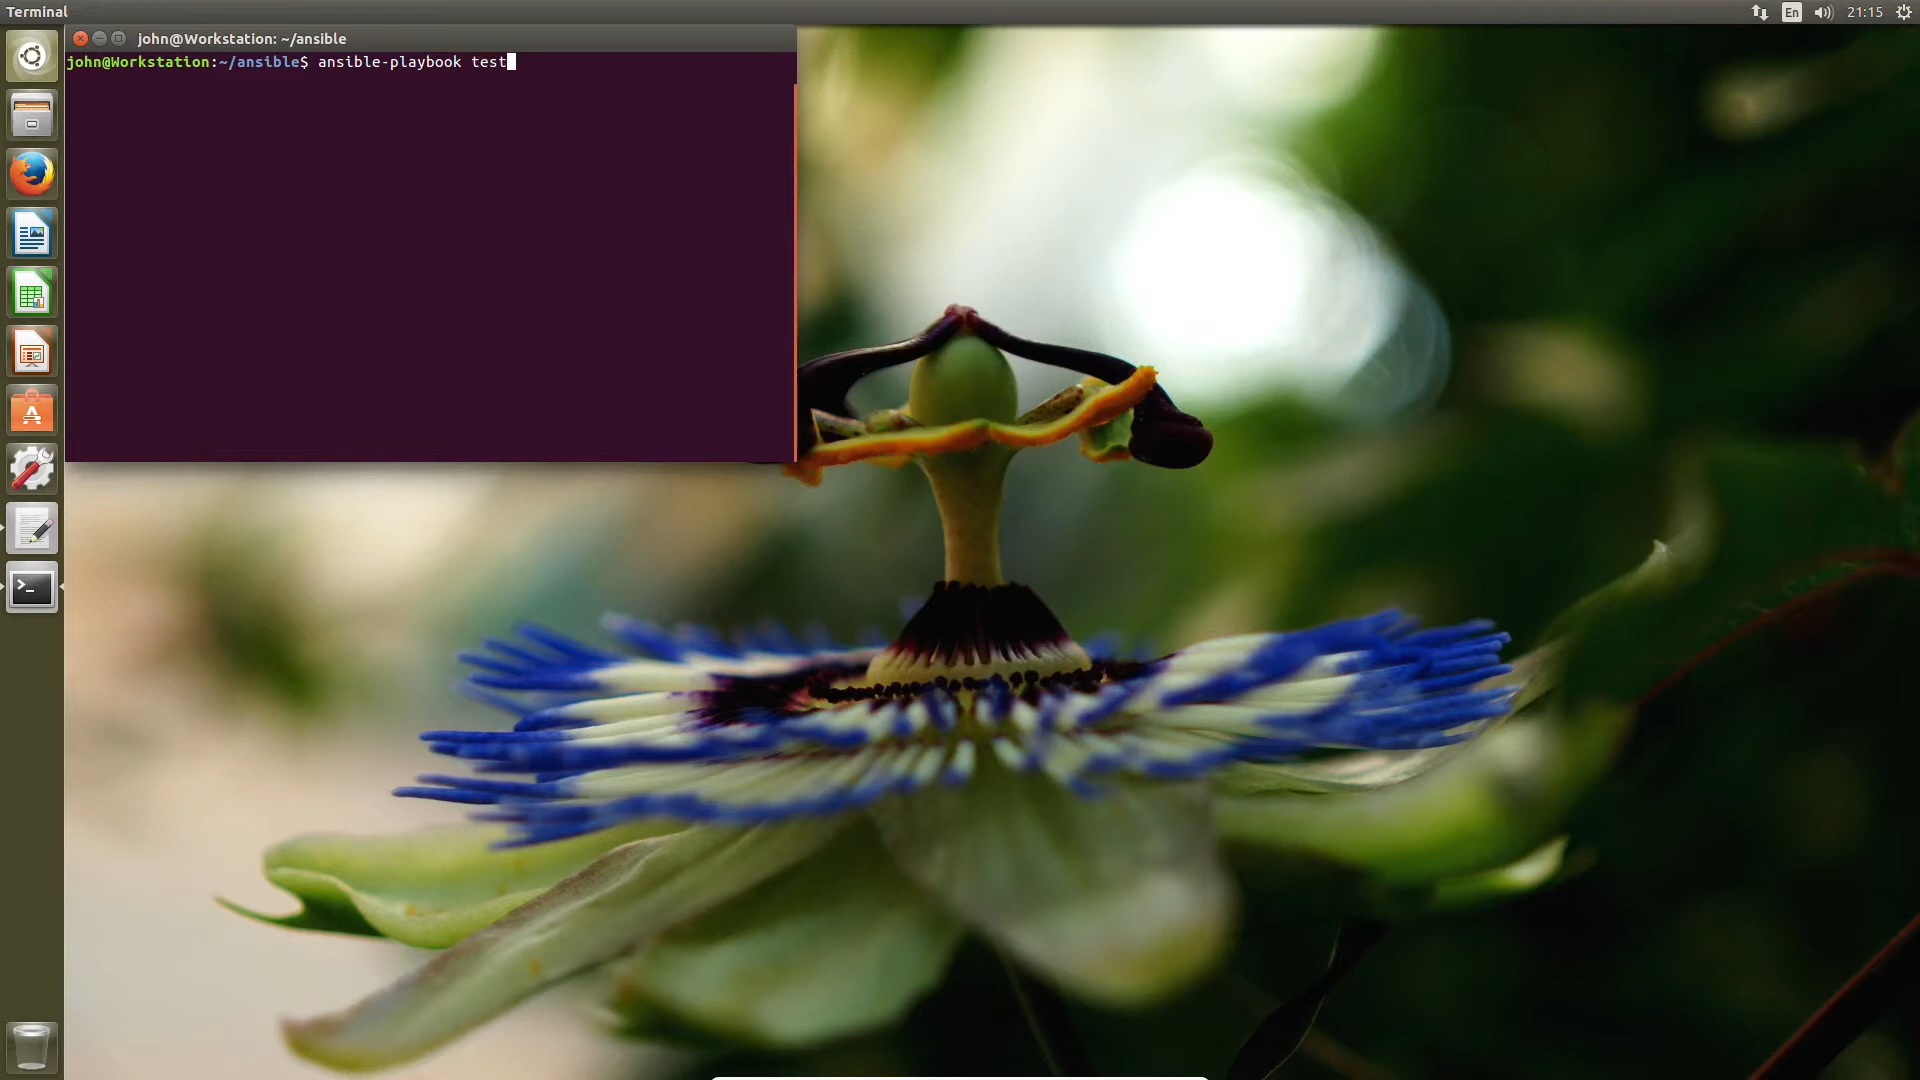 Terminal
En
21:15
john@Workstation: ~/ansible
john@Workstation:~/ansible$ ansible-playbook test